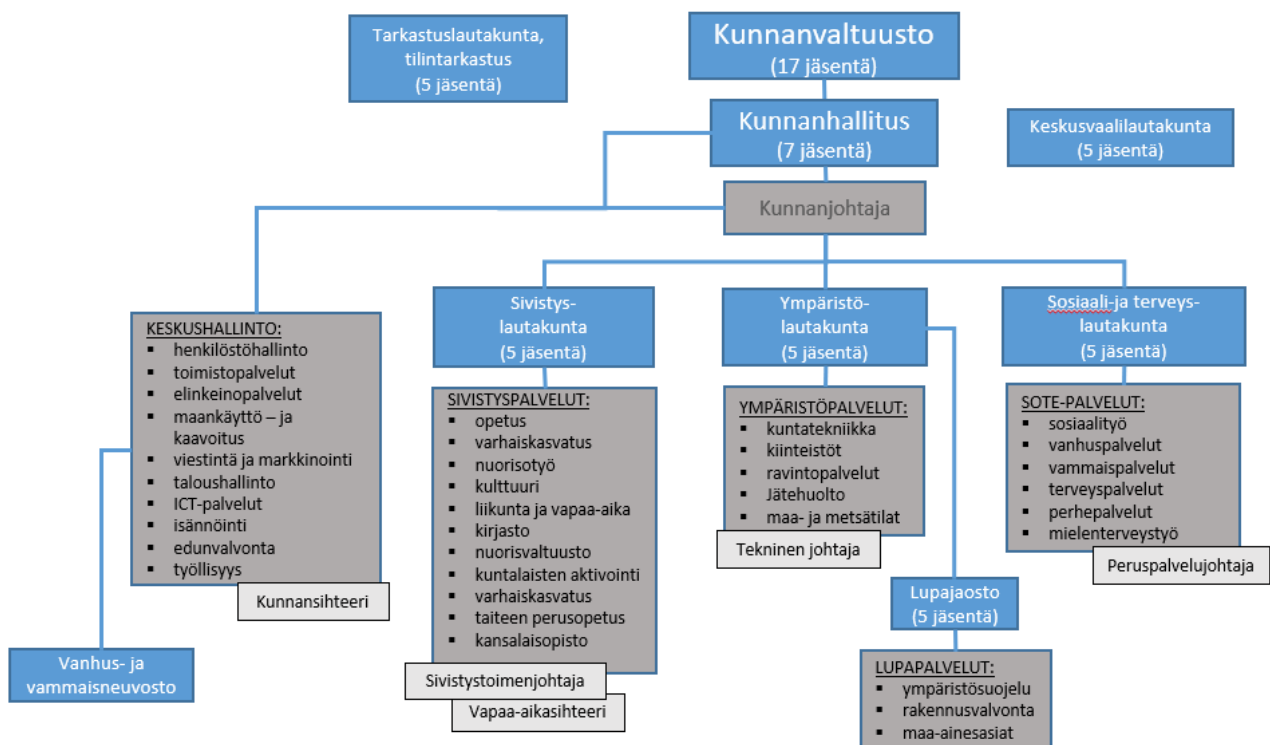 Tarkastuslautakunta,
tilintarkastus
(5 jäsentä)
Kunnanvaltuusto
(17 jäsentä)
Kunnanhallitus
(7 jäsentä)
Keskusvaalilautakunta
(5 jäsentä)
Kunnanjohtaja
KESKUSHALLINTO:
▪ henkilöstöhallinto
▪ toimistopalvelut
▪ elinkeinopalvelut
▪ maankäyttö – ja
kaavoitus
▪ viestintä ja markkinointi
▪ taloushallinto
▪ ICT-palvelut
▪ isännöinti
▪ edunvalvonta
▪ työllisyys
Kunnansihteeri
Vanhus- ja
vammaisneuvosto
Sivistys-
lautakunta
(5 jäsentä)
SIVISTYSPALVELUT:
▪ opetus
▪ varhaiskasvatus
▪ nuorisotyö
▪ kulttuuri
▪ liikunta ja vapaa-aika
▪ kirjasto
▪ nuorisvaltuusto
▪ kuntalaisten aktivointi
▪ varhaiskasvatus
▪ taiteen perusopetus
▪ kansalaisopisto
Sivistystoimenjohtaja
Vapaa-aikasihteeri
Ympäristö-
lautakunta
(5 jäsentä)
YMPÄRISTÖPALVELUT:
▪ kuntatekniikka
▪ kiinteistöt
▪ ravintopalvelut
▪ Jätehuolto
▪ maa- ja metsätilat
Tekninen johtaja
Lupajaosto
(5 jäsentä)
LUPAPALVELUT:
▪ ympäristösuojelu
▪ rakennusvalvonta
▪ maa-ainesasiat
Sosiaali-ja terveys-
lautakunta
(5 jäsentä)
SOTE-PALVELUT:
▪ sosiaalityö
▪ vanhuspalvelut
▪ vammaispalvelut
▪ terveyspalvelut
▪ perhepalvelut
▪ mielenterveystyö
Peruspalvelujohtaja